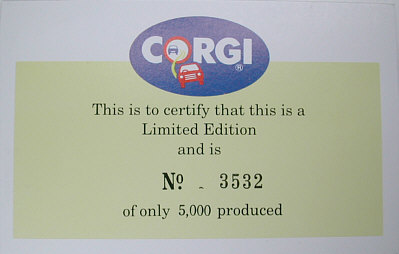 CORGI
®
This is to certify that this is a
Limited Edition
and is
Nº - 3532
of only 5,000 produced